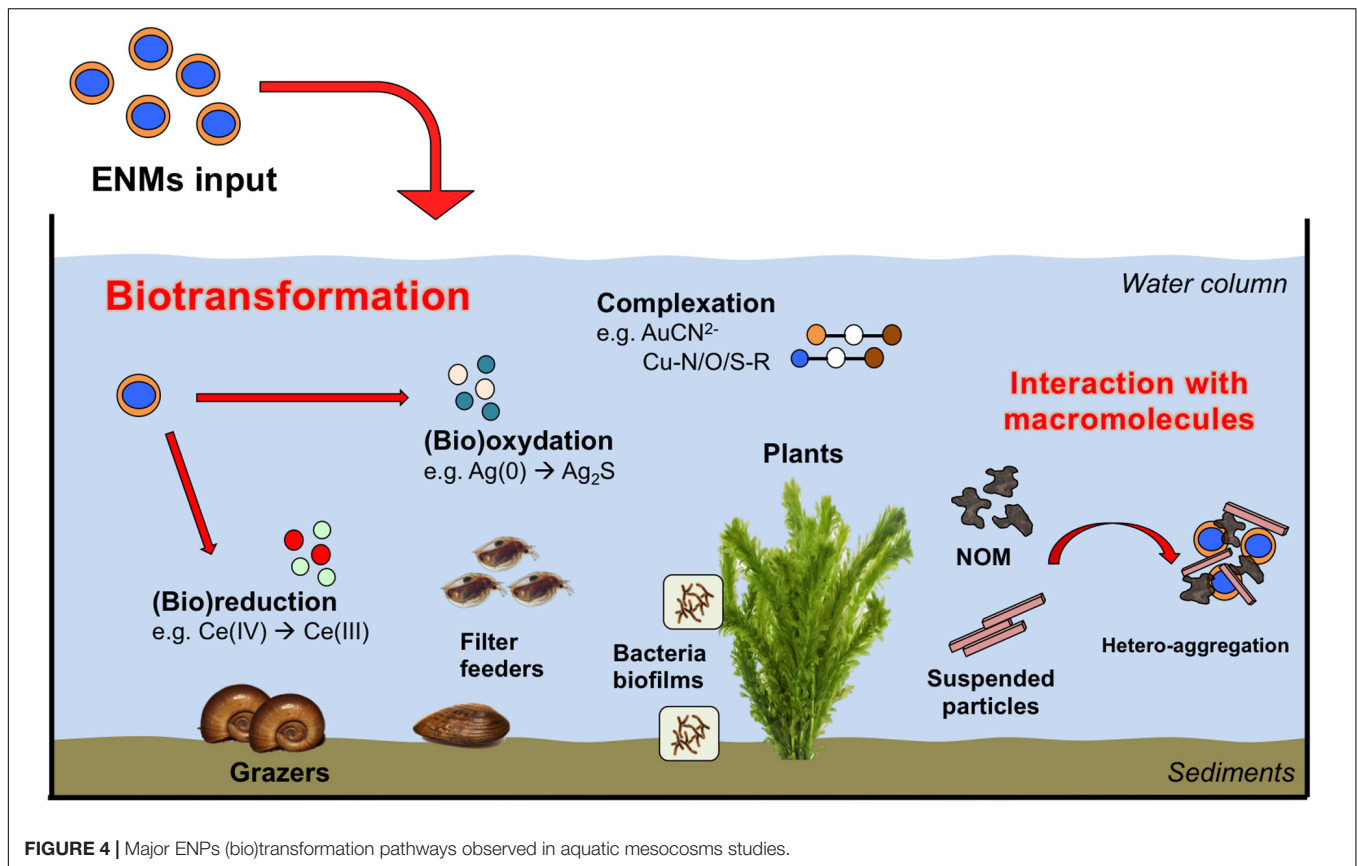 ENMs input
Biotransformation
Water column
Complexation
e.g. AuCN²⁻
Cu-N/O/S-R
Interaction with
macromolecules
(Bio)oxydation
e.g. Ag(0) → Ag₂S
Plants
NOM
(Bio)reduction
e.g. Ce(IV) → Ce(III)
Filter
feeders
Bacteria
biofilms
Suspended
particles
Hetero-aggregation
Grazers
Sediments
FIGURE 4 | Major ENPs (bio)transformation pathways observed in aquatic mesocosms studies.